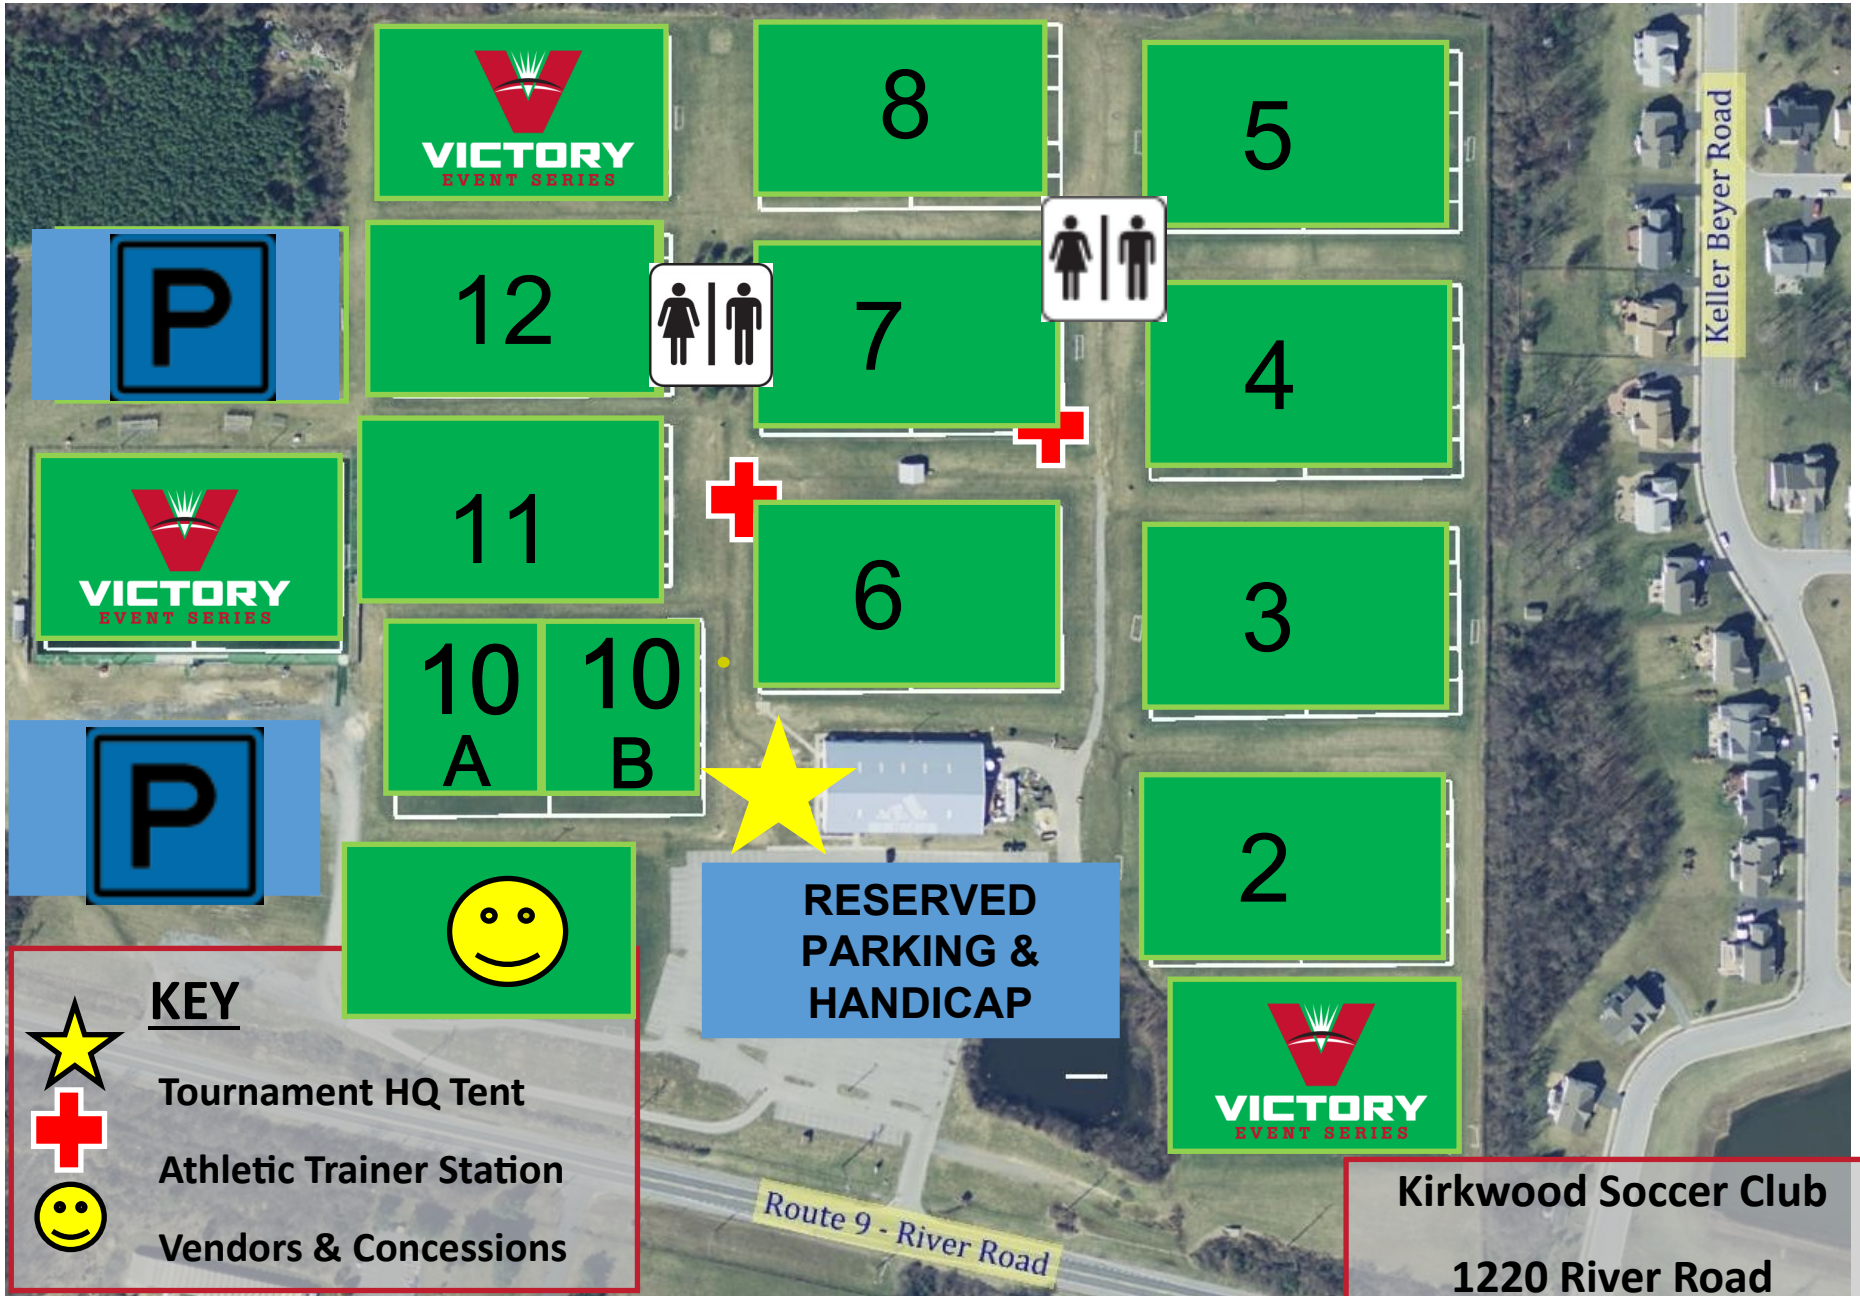 VICTORY
EVENT SERIES
8
5
Keller Beyer Road
P
12
7
4
VICTORY
EVENT SERIES
11
6
3
10
A
10
B
P
2
RESERVED
PARKING &
HANDICAP
VICTORY
EVENT SERIES
KEY
Tournament HQ Tent
Athletic Trainer Station
Vendors & Concessions
Route 9 - River Road
Kirkwood Soccer Club
1220 River Road